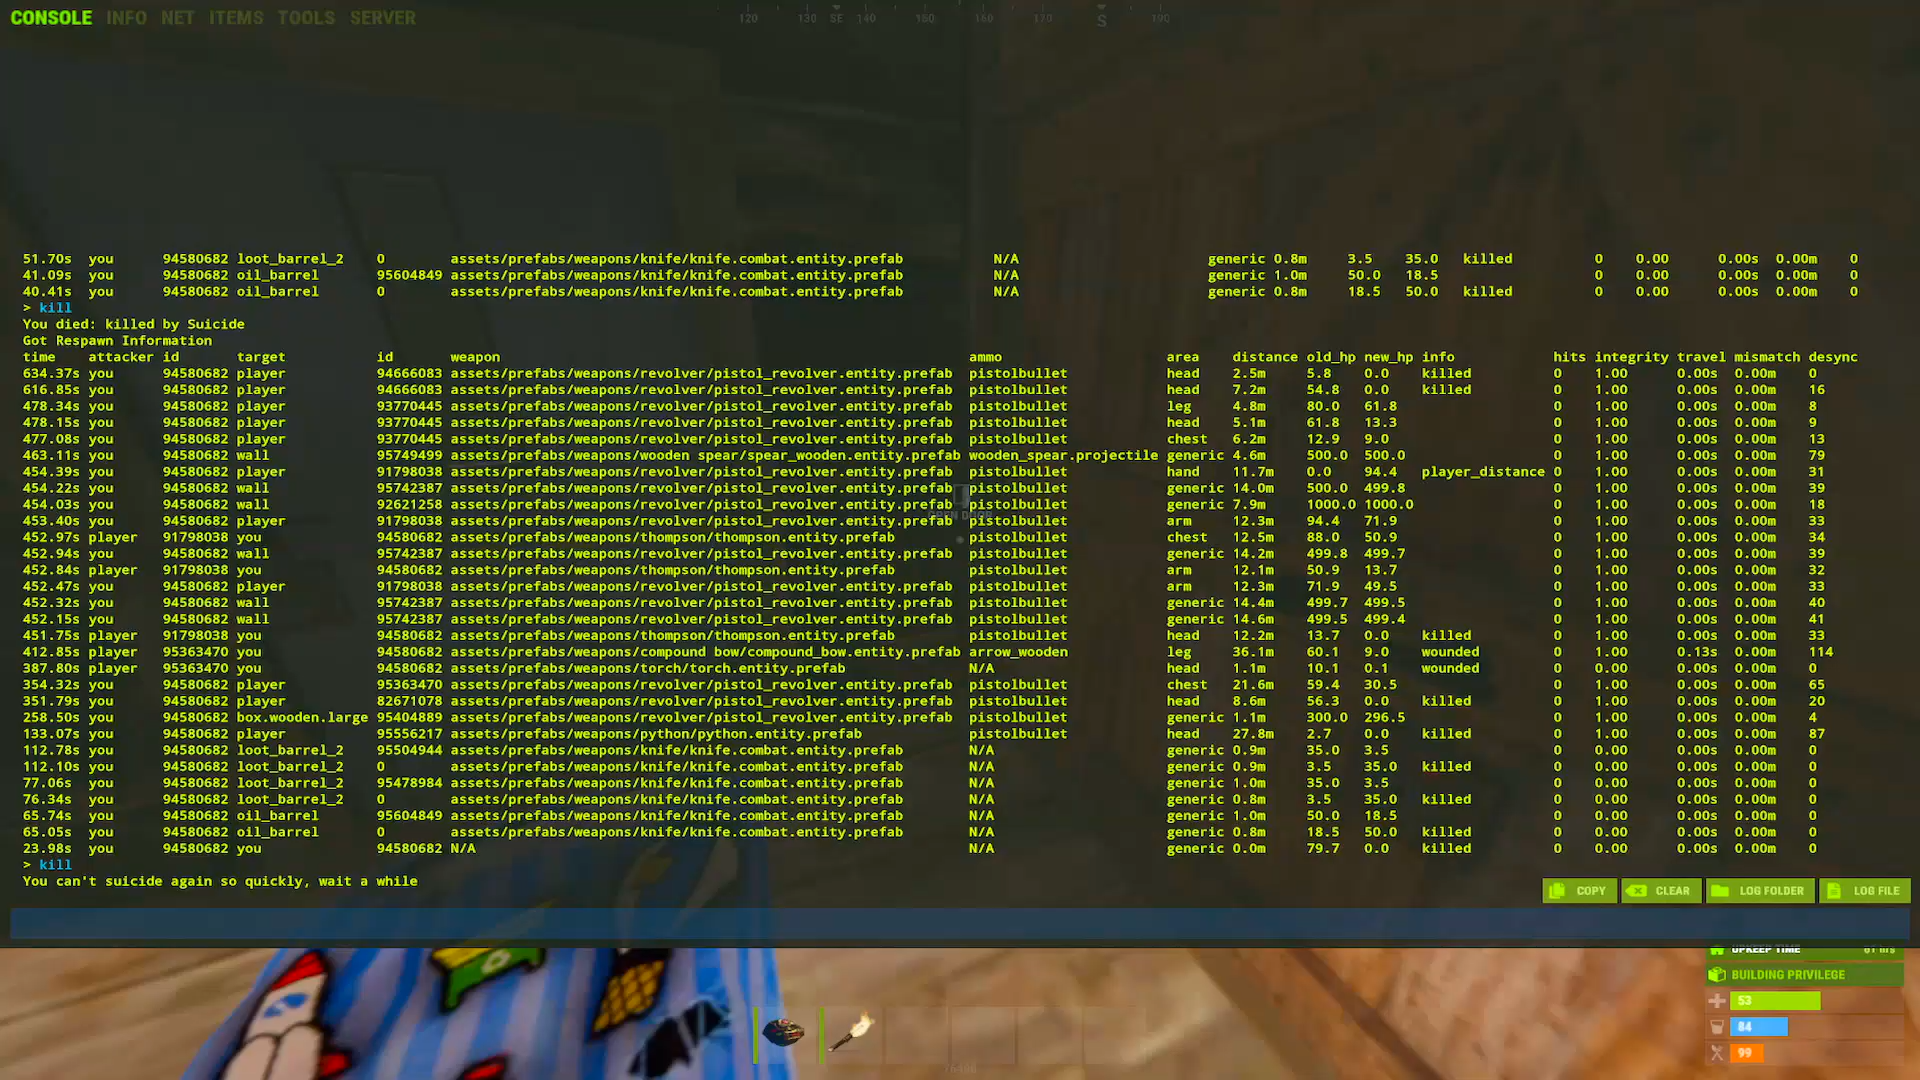 CONSOLE INFO NET ITEMS TOOLS SERVER
120 130 SE 140 150 160 170 S 190
51.70s you 94580682 loot_barrel_2 0 assets/prefabs/weapons/knife/knife.combat.entity.prefab N/A generic 0.8m 3.5 35.0 killed 0 0.00 0.00s 0.00m 0
41.09s you 94580682 oil_barrel 95604849 assets/prefabs/weapons/knife/knife.combat.entity.prefab N/A generic 1.0m 50.0 18.5 0 0.00 0.00s 0.00m 0
40.41s you 94580682 oil_barrel 0 assets/prefabs/weapons/knife/knife.combat.entity.prefab N/A generic 0.8m 18.5 50.0 killed 0 0.00 0.00s 0.00m 0
> kill
You died: killed by Suicide
Got Respawn Information
time attacker id target id weapon ammo area distance old_hp new_hp info hits integrity travel mismatch desync
634.37s you 94580682 player 94666083 assets/prefabs/weapons/revolver/pistol_revolver.entity.prefab pistolbullet head 2.5m 5.8 0.0 killed 0 1.00 0.00s 0.00m 0
616.85s you 94580682 player 94666083 assets/prefabs/weapons/revolver/pistol_revolver.entity.prefab pistolbullet head 7.2m 54.8 0.0 killed 0 1.00 0.00s 0.00m 16
478.34s you 94580682 player 93770445 assets/prefabs/weapons/revolver/pistol_revolver.entity.prefab pistolbullet leg 4.8m 80.0 61.8 0 1.00 0.00s 0.00m 8
478.15s you 94580682 player 93770445 assets/prefabs/weapons/revolver/pistol_revolver.entity.prefab pistolbullet head 5.1m 61.8 13.3 0 1.00 0.00s 0.00m 9
477.08s you 94580682 player 93770445 assets/prefabs/weapons/revolver/pistol_revolver.entity.prefab pistolbullet chest 6.2m 12.9 9.0 0 1.00 0.00s 0.00m 13
463.11s you 94580682 wall 95749499 assets/prefabs/weapons/wooden spear/spear_wooden.entity.prefab wooden_spear.projectile generic 4.6m 500.0 500.0 0 1.00 0.00s 0.00m 79
454.39s you 94580682 player 91798038 assets/prefabs/weapons/revolver/pistol_revolver.entity.prefab pistolbullet hand 11.7m 0.0 94.4 player_distance 0 1.00 0.00s 0.00m 31
454.22s you 94580682 wall 95742387 assets/prefabs/weapons/revolver/pistol_revolver.entity.prefab pistolbullet generic 14.0m 500.0 499.8 0 1.00 0.00s 0.00m 39
454.03s you 94580682 wall 92621258 assets/prefabs/weapons/revolver/pistol_revolver.entity.prefab pistolbullet generic 7.9m 1000.0 1000.0 0 1.00 0.00s 0.00m 18
453.40s you 94580682 player 91798038 assets/prefabs/weapons/revolver/pistol_revolver.entity.prefab pistolbullet arm 12.3m 94.4 71.9 0 1.00 0.00s 0.00m 33
452.97s player 91798038 you 94580682 assets/prefabs/weapons/thompson/thompson.entity.prefab pistolbullet chest 12.5m 88.0 50.9 0 1.00 0.00s 0.00m 34
452.94s you 94580682 wall 95742387 assets/prefabs/weapons/revolver/pistol_revolver.entity.prefab pistolbullet generic 14.2m 499.8 499.7 0 1.00 0.00s 0.00m 39
452.84s player 91798038 you 94580682 assets/prefabs/weapons/thompson/thompson.entity.prefab pistolbullet arm 12.1m 50.9 13.7 0 1.00 0.00s 0.00m 32
452.47s you 94580682 player 91798038 assets/prefabs/weapons/revolver/pistol_revolver.entity.prefab pistolbullet arm 12.3m 71.9 49.5 0 1.00 0.00s 0.00m 33
452.32s you 94580682 wall 95742387 assets/prefabs/weapons/revolver/pistol_revolver.entity.prefab pistolbullet generic 14.4m 499.7 499.5 0 1.00 0.00s 0.00m 40
452.15s you 94580682 wall 95742387 assets/prefabs/weapons/revolver/pistol_revolver.entity.prefab pistolbullet generic 14.6m 499.5 499.4 0 1.00 0.00s 0.00m 41
451.75s player 91798038 you 94580682 assets/prefabs/weapons/thompson/thompson.entity.prefab pistolbullet head 12.2m 13.7 0.0 killed 0 1.00 0.00s 0.00m 33
412.85s player 95363470 you 94580682 assets/prefabs/weapons/compound bow/compound_bow.entity.prefab arrow_wooden leg 36.1m 60.1 9.0 wounded 0 1.00 0.13s 0.00m 114
387.80s player 95363470 you 94580682 assets/prefabs/weapons/torch/torch.entity.prefab N/A head 1.1m 10.1 0.1 wounded 0 1.00 0.00s 0.00m 0
354.32s you 94580682 player 95363470 assets/prefabs/weapons/revolver/pistol_revolver.entity.prefab pistolbullet chest 21.6m 59.4 30.5 0 1.00 0.00s 0.00m 65
351.79s you 94580682 player 82671078 assets/prefabs/weapons/revolver/pistol_revolver.entity.prefab pistolbullet head 8.6m 56.3 0.0 killed 0 1.00 0.00s 0.00m 20
258.50s you 94580682 box.wooden.large 95404889 assets/prefabs/weapons/revolver/pistol_revolver.entity.prefab pistolbullet generic 1.1m 300.0 296.5 0 1.00 0.00s 0.00m 4
133.07s you 94580682 player 95556217 assets/prefabs/weapons/python/python.entity.prefab pistolbullet head 27.8m 2.7 0.0 killed 0 1.00 0.00s 0.00m 87
112.78s you 94580682 loot_barrel_2 95504944 assets/prefabs/weapons/knife/knife.combat.entity.prefab N/A generic 0.9m 35.0 3.5 0 0.00 0.00s 0.00m 0
112.10s you 94580682 loot_barrel_2 0 assets/prefabs/weapons/knife/knife.combat.entity.prefab N/A generic 0.9m 3.5 35.0 killed 0 0.00 0.00s 0.00m 0
77.06s you 94580682 loot_barrel_2 95478984 assets/prefabs/weapons/knife/knife.combat.entity.prefab N/A generic 1.0m 35.0 3.5 0 0.00 0.00s 0.00m 0
76.34s you 94580682 loot_barrel_2 0 assets/prefabs/weapons/knife/knife.combat.entity.prefab N/A generic 0.8m 3.5 35.0 killed 0 0.00 0.00s 0.00m 0
65.74s you 94580682 oil_barrel 95604849 assets/prefabs/weapons/knife/knife.combat.entity.prefab N/A generic 1.0m 50.0 18.5 0 0.00 0.00s 0.00m 0
65.05s you 94580682 oil_barrel 0 assets/prefabs/weapons/knife/knife.combat.entity.prefab N/A generic 0.8m 18.5 50.0 killed 0 0.00 0.00s 0.00m 0
23.98s you 94580682 you 94580682 N/A N/A generic 0.0m 79.7 0.0 killed 0 0.00 0.00s 0.00m 0
> kill
You can't suicide again so quickly, wait a while
COPY CLEAR LOG FOLDER LOG FILE
UPKEEP TIME 61 hrs
BUILDING PRIVILEGE
53
84
99